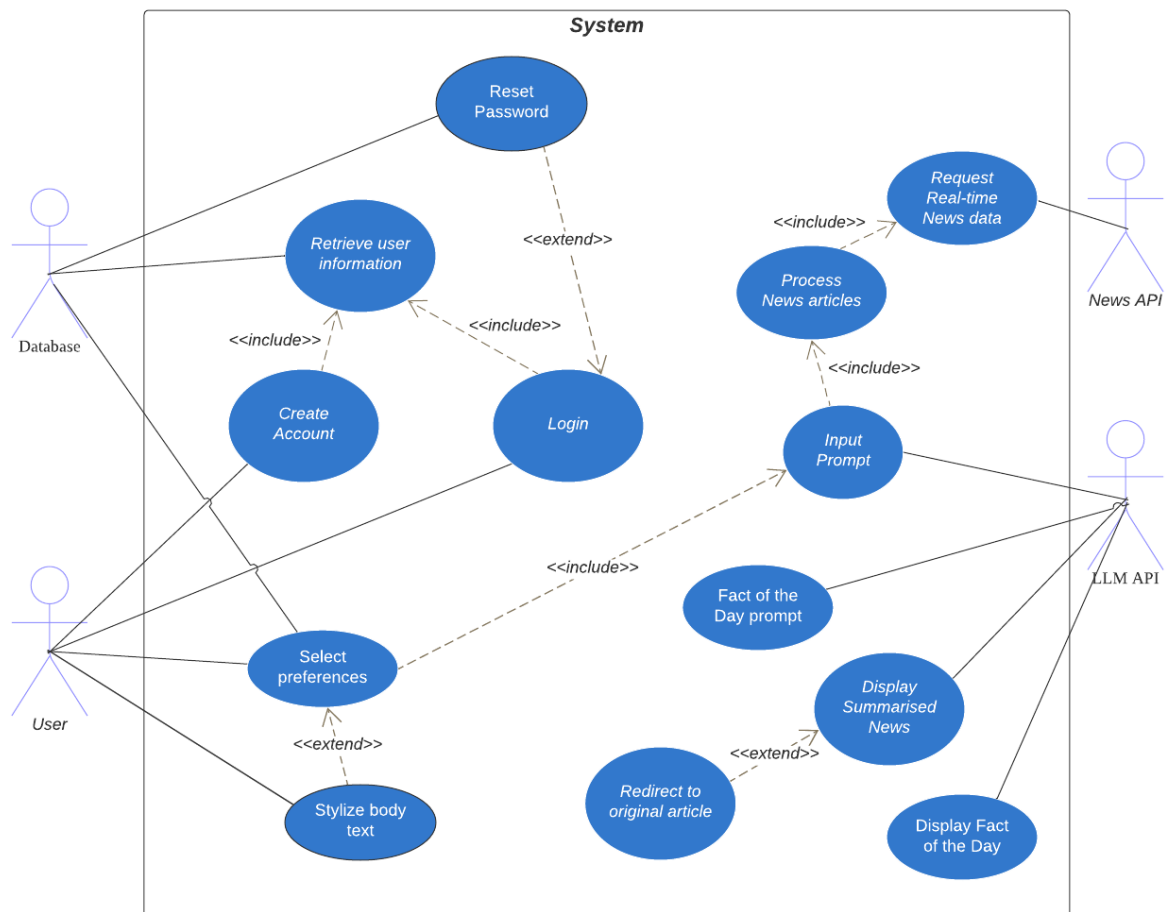 System
Reset
Password
Request
Real-time
News data
<<include>>
Retrieve user
information
<<extend>>
Process
News articles
News API
Database
<<include>>
<<include>>
<<include>>
Create
Account
Login
Input
Prompt
<<include>>
LLM API
Fact of the
Day prompt
Select
preferences
User
Display
Summarised
News
<<extend>>
<<extend>>
Redirect to
original article
Stylize body
text
Display Fact
of the Day